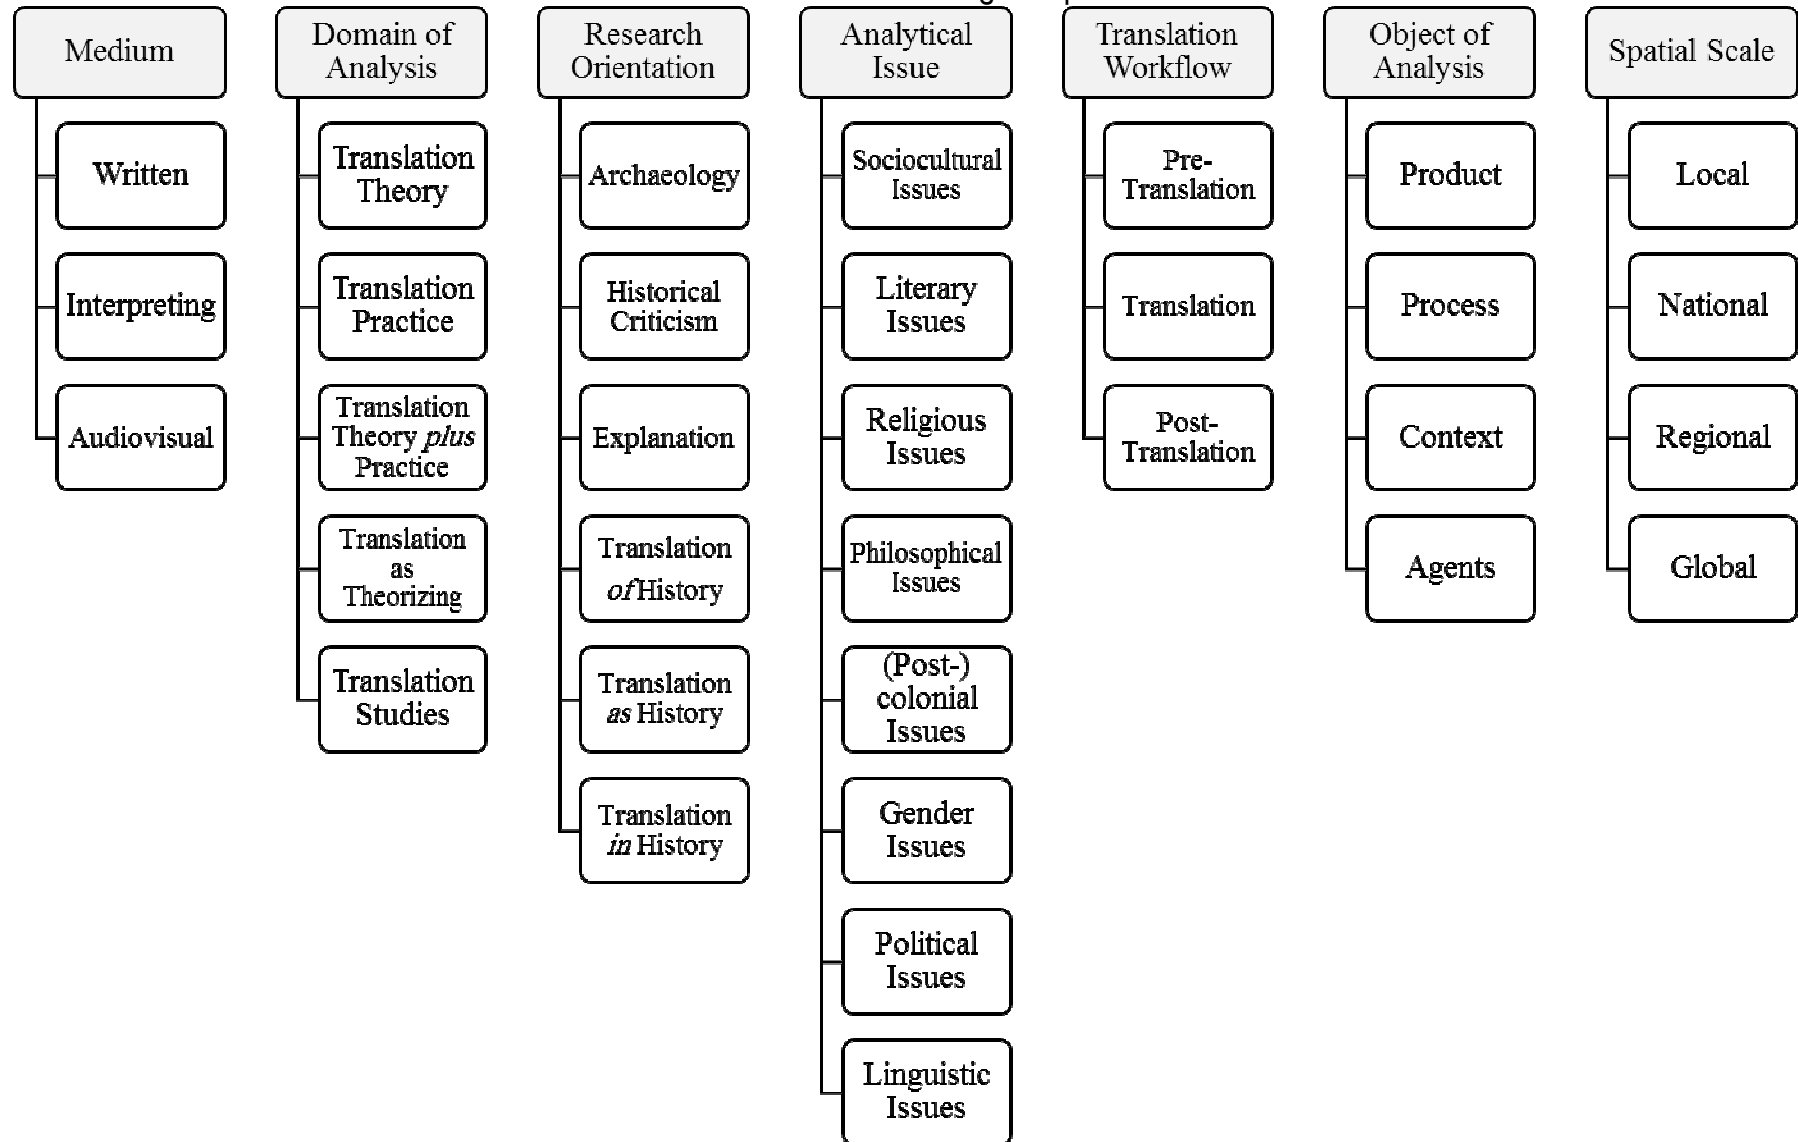 Medium
Written
Interpreting
Audiovisual
Domain of
Analysis
Translation
Theory
Translation
Practice
Translation
Theory plus
Practice
Translation
as
Theorizing
Translation
Studies
Research
Orientation
Archaeology
Historical
Criticism
Explanation
Translation
of History
Translation
as History
Translation
in History
Analytical
Issue
Sociocultural
Issues
Literary
Issues
Religious
Issues
Philosophical
Issues
(Post-)
colonial
Issues
Gender
Issues
Political
Issues
Linguistic
Issues
Translation
Workflow
Pre-
Translation
Translation
Post-
Translation
Object of
Analysis
Product
Process
Context
Agents
Spatial Scale
Local
National
Regional
Global